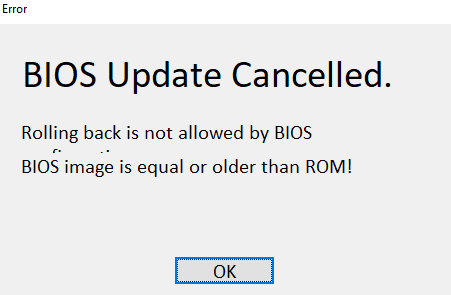 Error
BIOS Update Cancelled.
Rolling back is not allowed by BIOS
BIOS image is equal or older than ROM!
OK